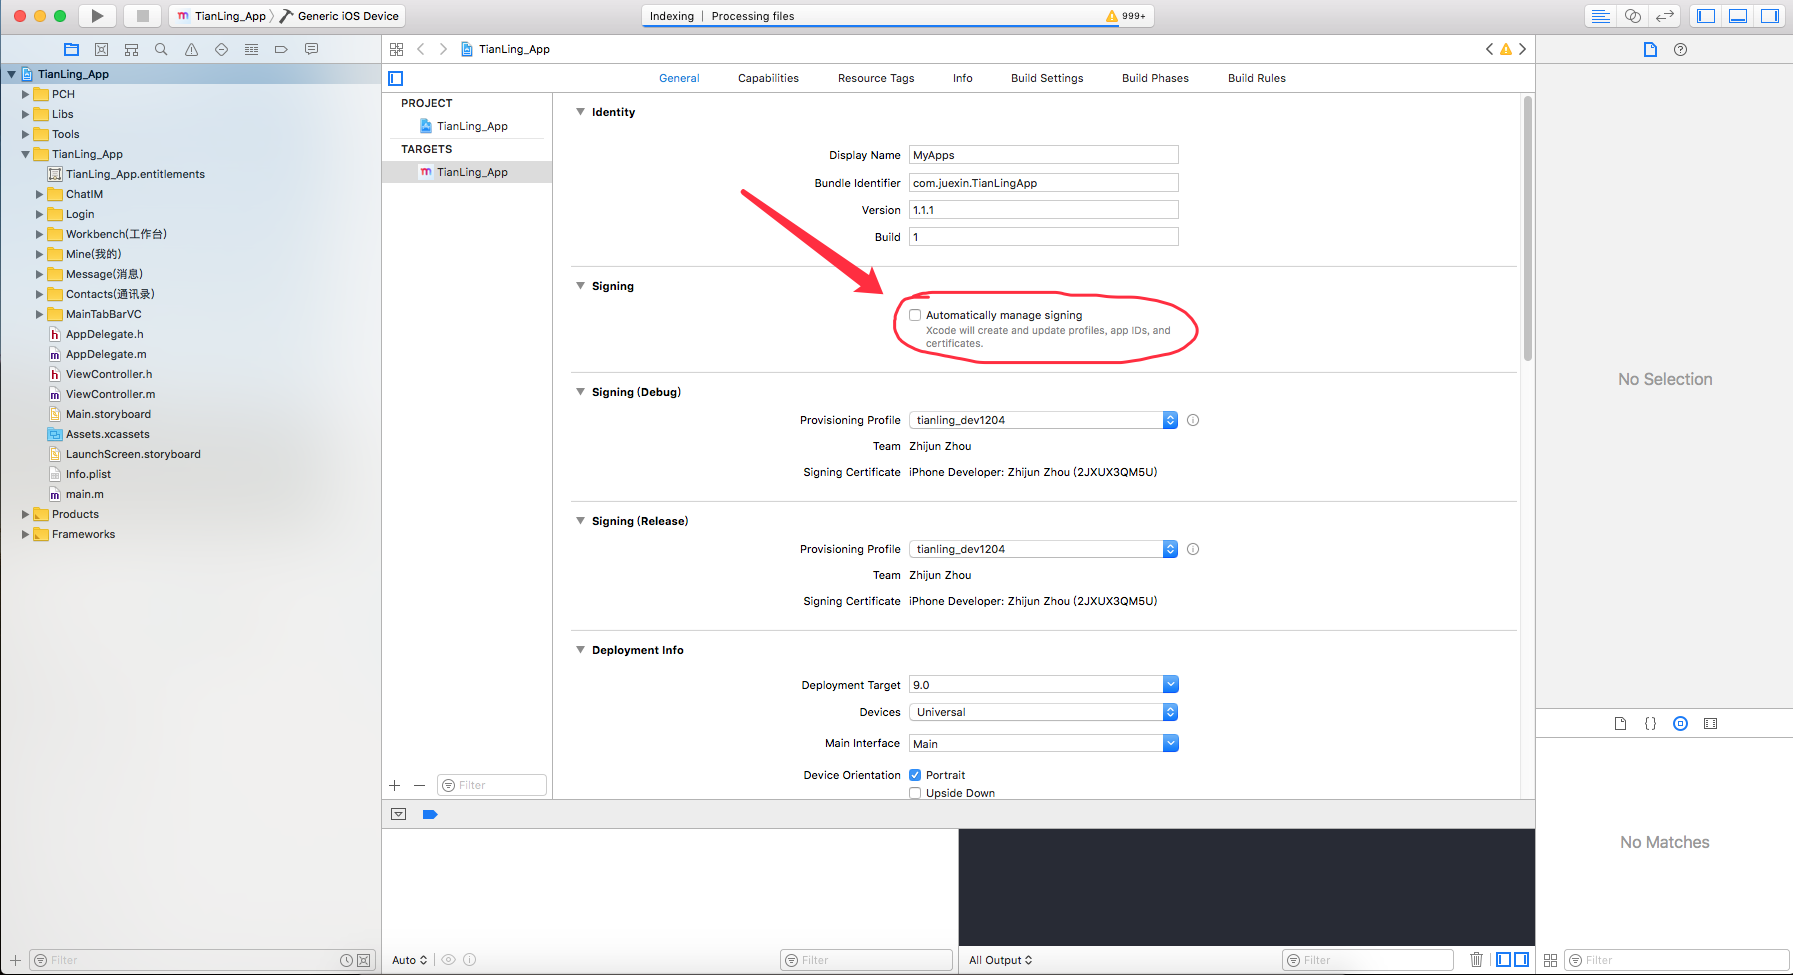 TianLing_App
Generic iOS Device
Indexing | Processing files
999+
TianLing_App
PCH
Libs
Tools
TianLing_App
TianLing_App.entitlements
ChatIM
Login
Workbench(工作台)
Mine(我的)
Message(消息)
Contacts(通讯录)
MainTabBarVC
AppDelegate.h
AppDelegate.m
ViewController.h
ViewController.m
Main.storyboard
Assets.xcassets
LaunchScreen.storyboard
Info.plist
main.m
Products
Frameworks
Filter
TianLing_App
General Capabilities Resource Tags Info Build Settings Build Phases Build Rules
PROJECT
TianLing_App
TARGETS
TianLing_App
Filter
Identity
Display Name MyApps
Bundle Identifier com.juexin.TianLingApp
Version 1.1.1
Build 1
Signing
Automatically manage signing
Xcode will create and update profiles, app IDs, and
certificates.
Signing (Debug)
Provisioning Profile tianling_dev1204
Team Zhijun Zhou
Signing Certificate iPhone Developer: Zhijun Zhou (2JXUX3QM5U)
Signing (Release)
Provisioning Profile tianling_dev1204
Team Zhijun Zhou
Signing Certificate iPhone Developer: Zhijun Zhou (2JXUX3QM5U)
Deployment Info
Deployment Target 9.0
Devices Universal
Main Interface Main
Device Orientation Portrait
Upside Down
Auto
Filter
All Output
Filter
No Selection
No Matches
Filter